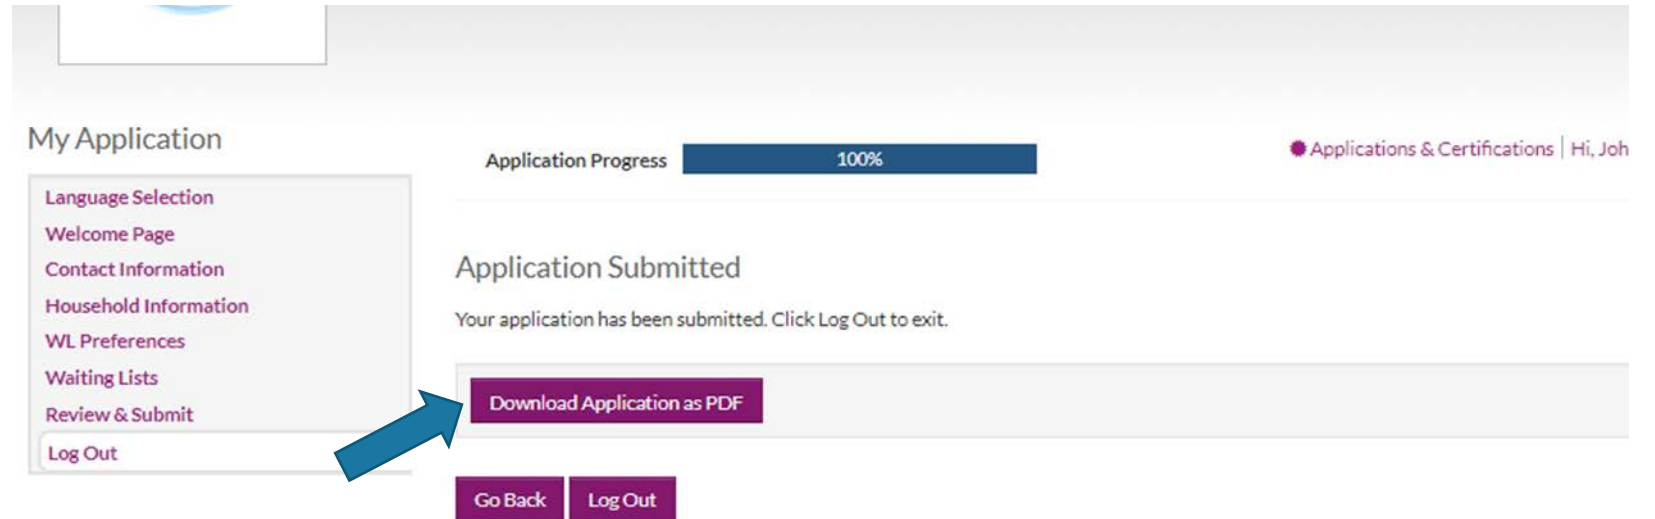 My Application
Language Selection
Welcome Page
Contact Information
Household Information
WL Preferences
Waiting Lists
Review & Submit
Log Out
Application Progress 100%
Applications & Certifications Hi, Joh
Application Submitted
Your application has been submitted. Click Log Out to exit.
Download Application as PDF
Go Back Log Out